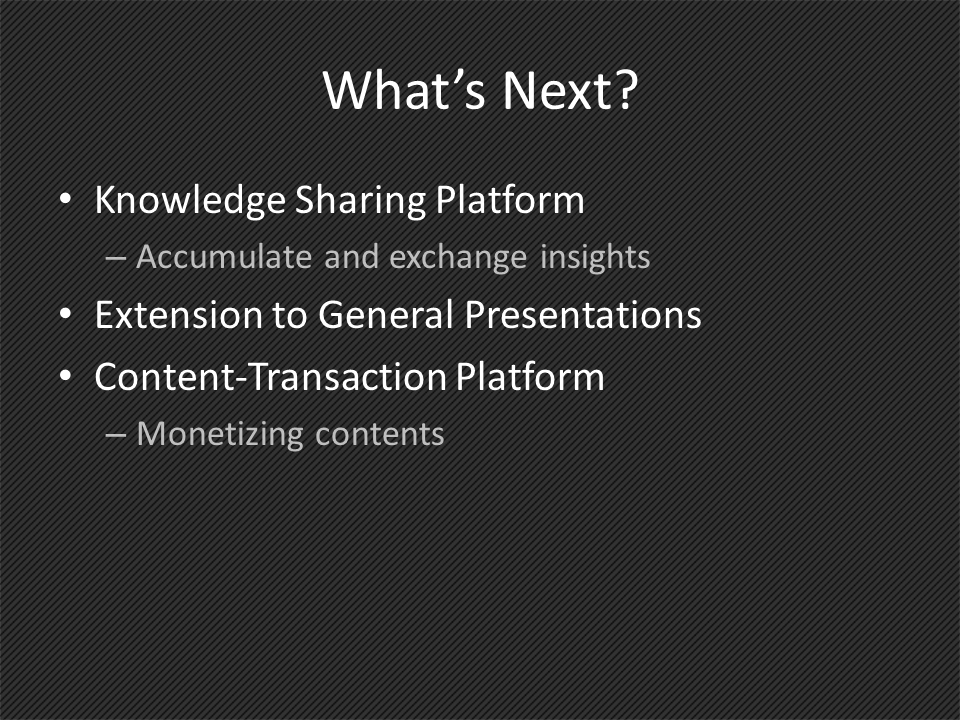 What’s Next?
• Knowledge Sharing Platform
– Accumulate and exchange insights
• Extension to General Presentations
• Content-Transaction Platform
– Monetizing contents